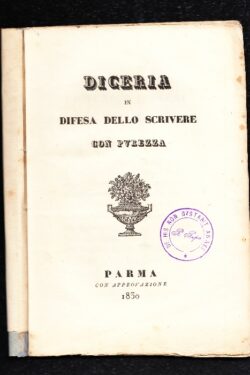 DICERIA
IN
DIFESA DELLO SCRIVERE
CON PVREZZA
PARMA
CON APPROVAZIONE
1830